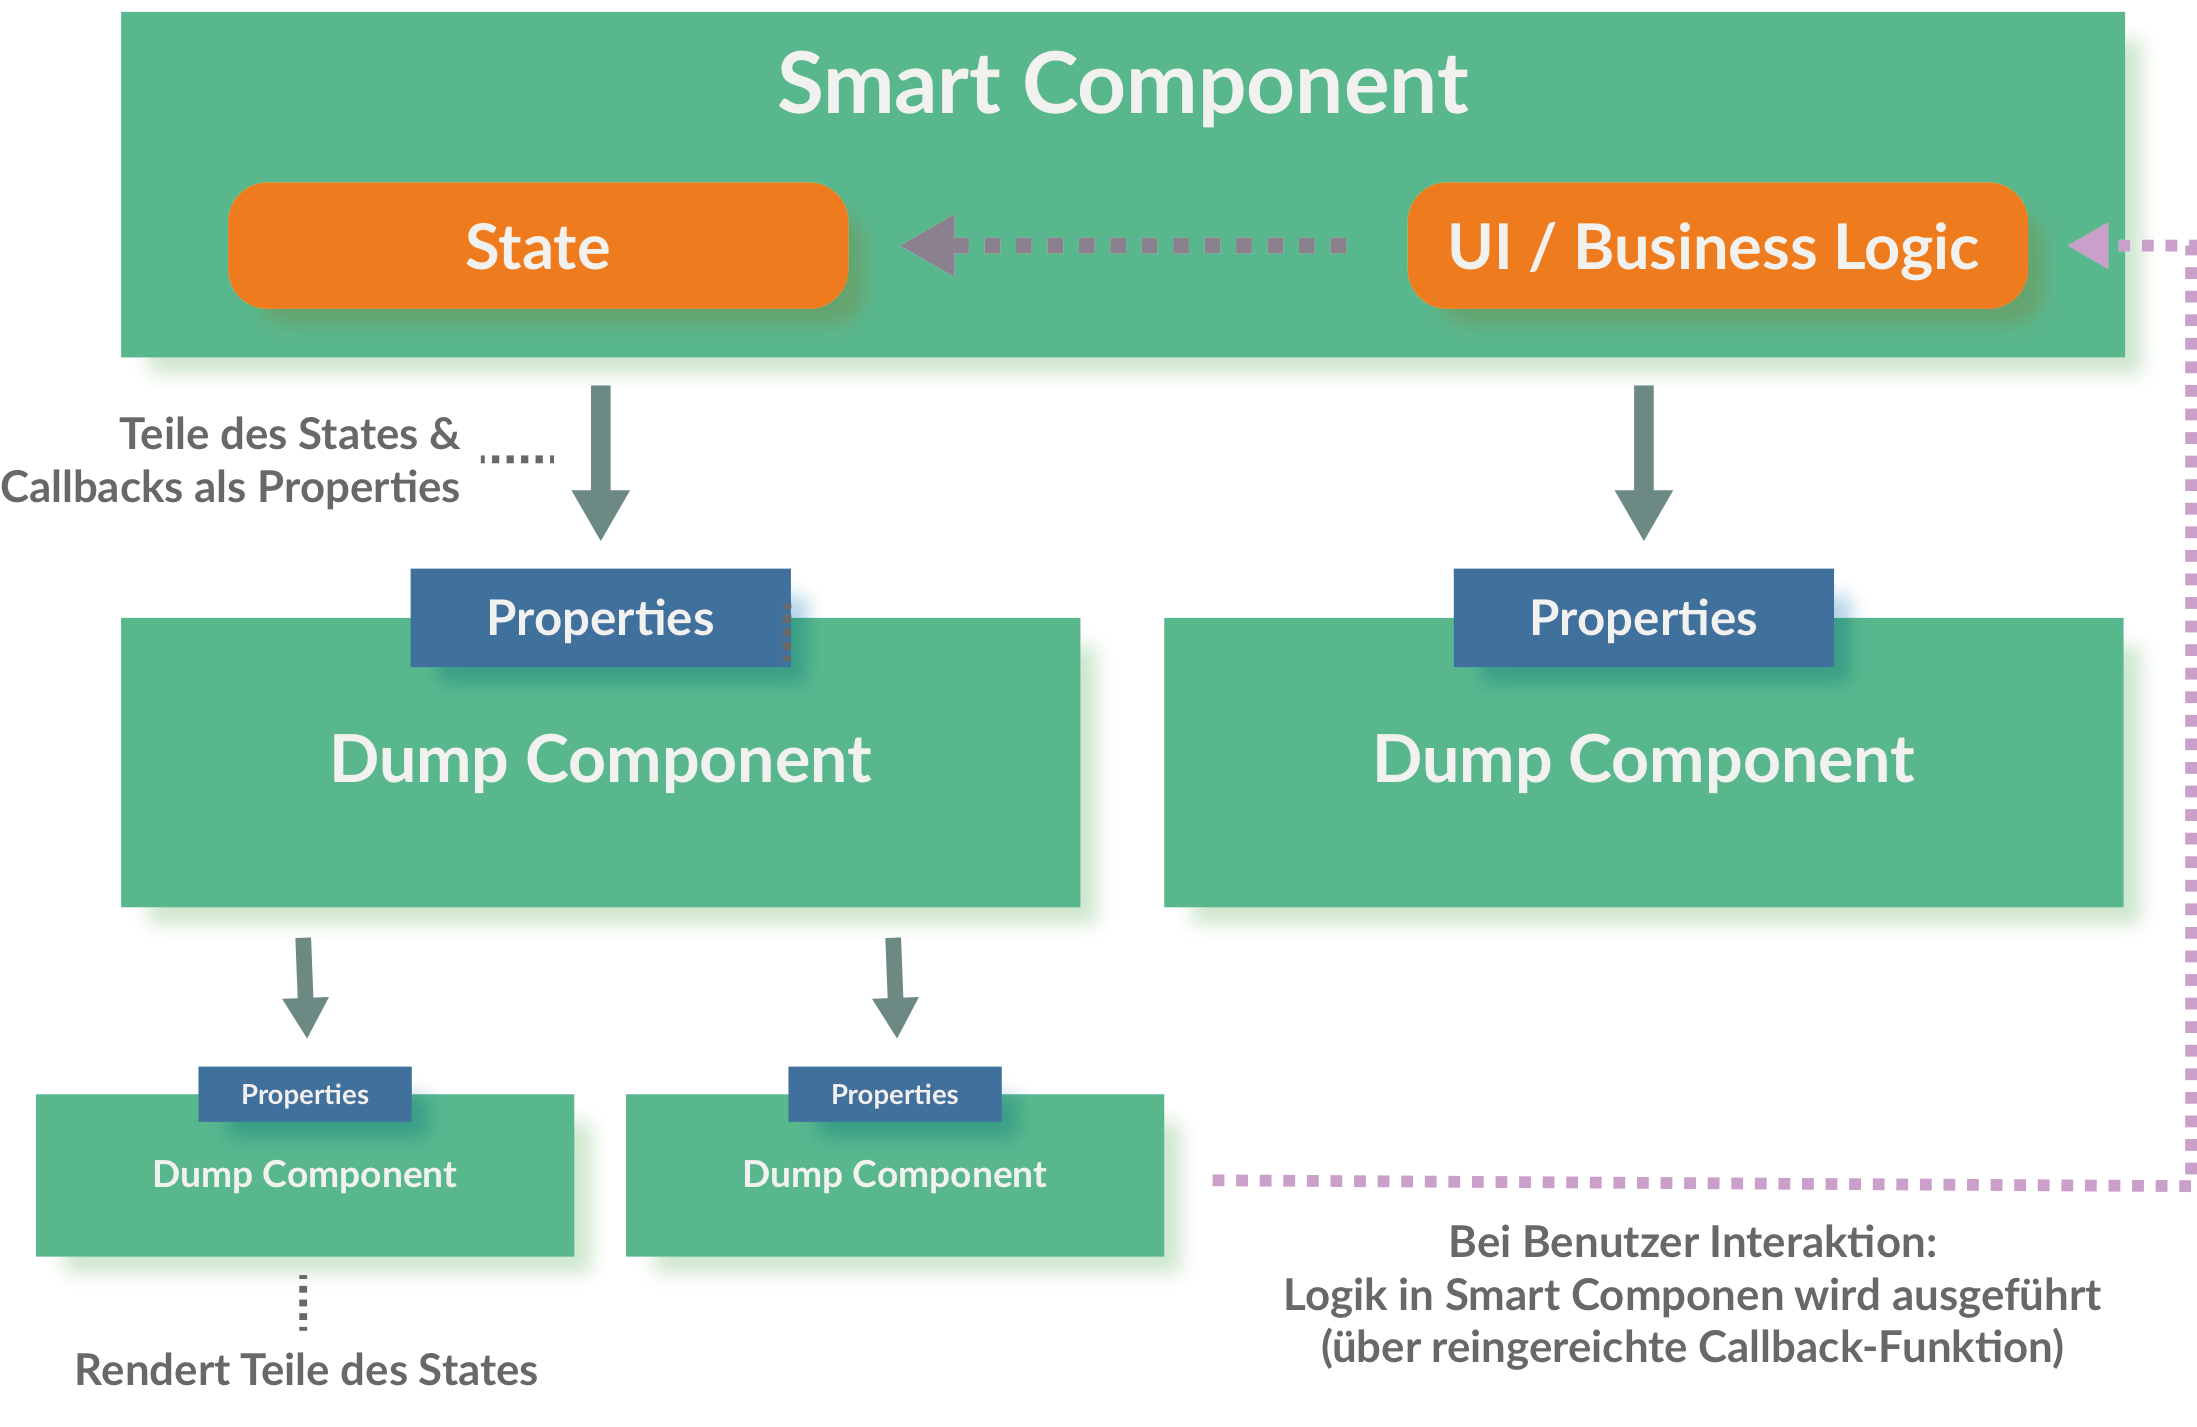 Smart Component
State
UI / Business Logic
Teile des States &
Callbacks als Properties
Properties
Properties
Dump Component
Dump Component
Properties
Properties
Dump Component
Dump Component
Bei Benutzer Interaktion:
Logik in Smart Componen wird ausgeführt
(über reingereichte Callback-Funktion)
Rendert Teile des States